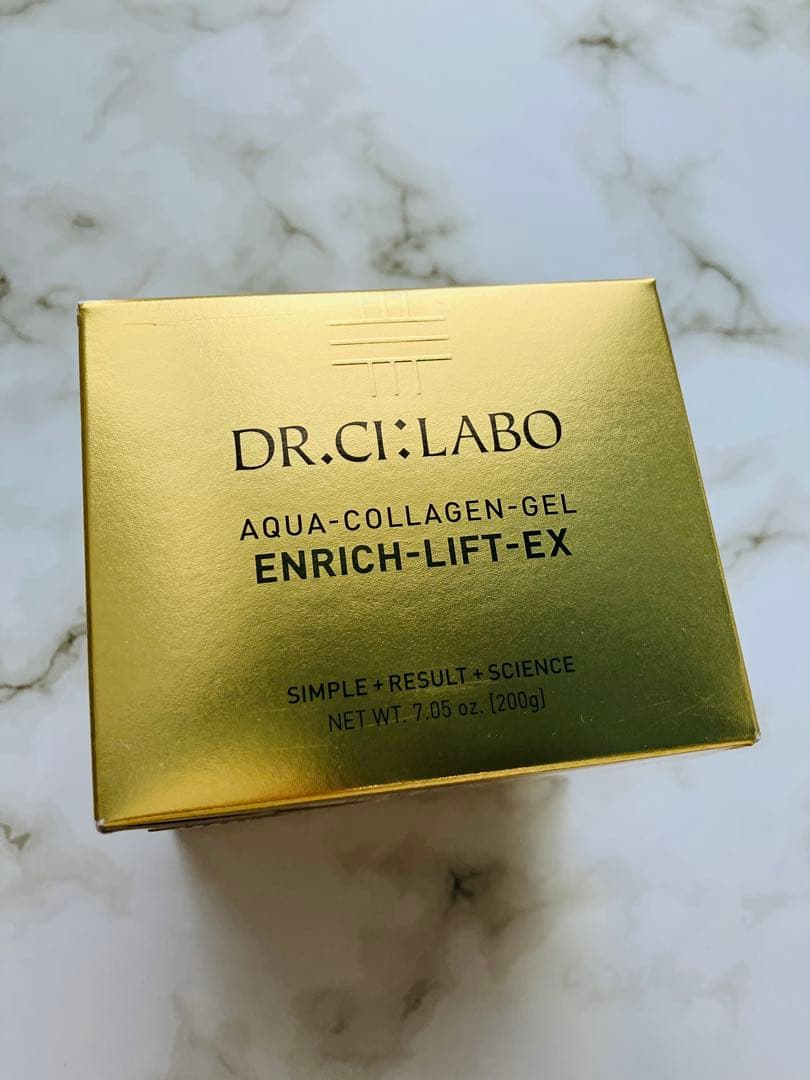 DR.CI:LABO
AQUA-COLLAGEN-GEL
ENRICH-LIFT-EX
SIMPLE+RESULT+SCIENCE
NET WT. 7.05 oz. [200g]